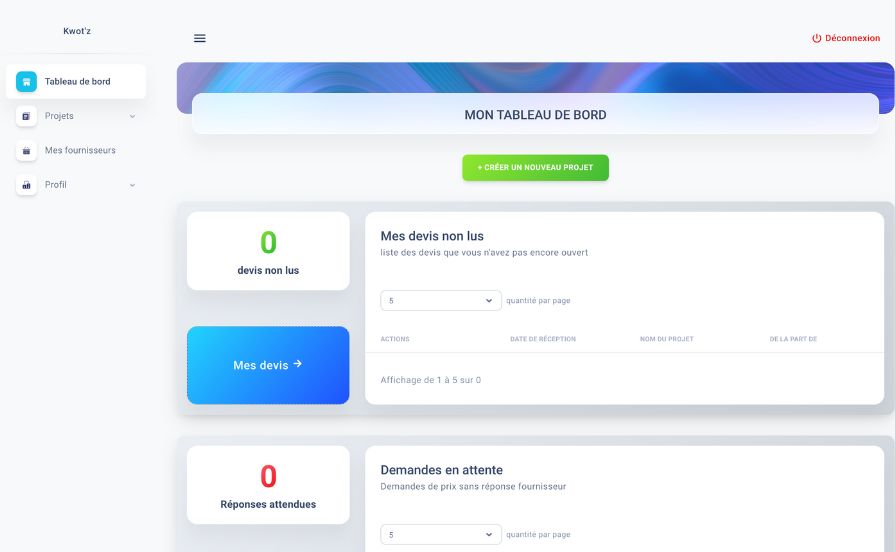 Kwot'z
Déconnexion
Tableau de bord
Projets
Mes fournisseurs
Profil
MON TABLEAU DE BORD
+ CRÉER UN NOUVEAU PROJET
0
devis non lus
Mes devis →
Mes devis non lus
liste des devis que vous n'avez pas encore ouvert
5 quantité par page
ACTIONS DATE DE RÉCEPTION NOM DU PROJET DE LA PART DE
Affichage de 1 à 5 sur 0
0
Réponses attendues
Demandes en attente
Demandes de prix sans réponse fournisseur
5 quantité par page